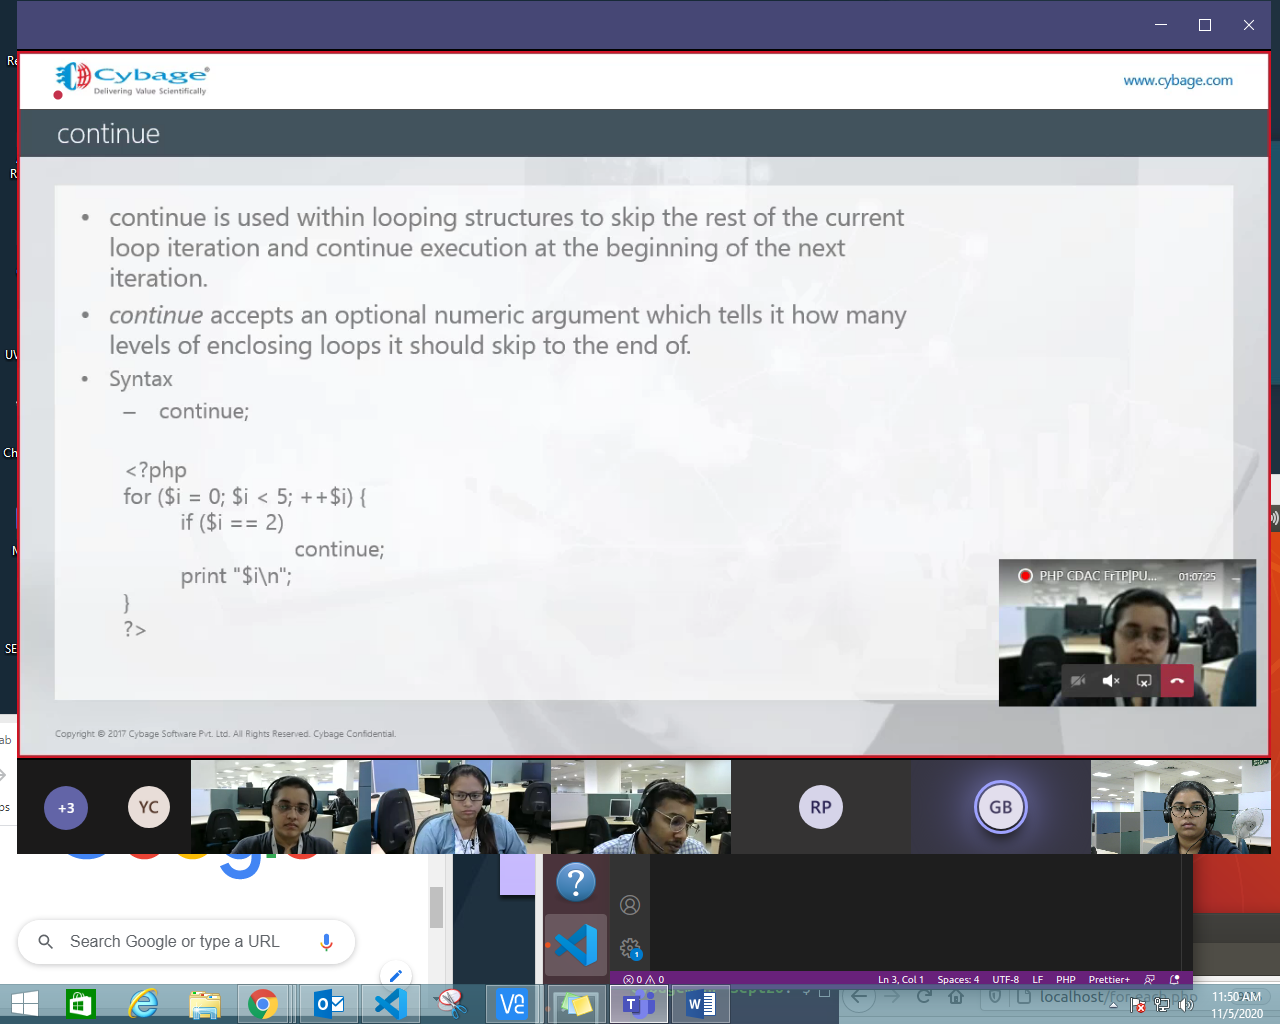 Cybage
Delivering Value Scientifically
www.cybage.com
continue
• continue is used within looping structures to skip the rest of the current
loop iteration and continue execution at the beginning of the next
iteration.
• continue accepts an optional numeric argument which tells it how many
levels of enclosing loops it should skip to the end of.
• Syntax
– continue;
<?php
for ($i = 0; $i < 5; ++$i) {
if ($i == 2)
continue;
print "$i\n";
}
?>
PHP CDAC FrTP|PU... 01:07:25
Copyright © 2017 Cybage Software Pvt. Ltd. All Rights Reserved. Cybage Confidential.
+3
YC
RP
GB
Search Google or type a URL
0 0
Ln 3, Col 1 Spaces: 4 UTF-8 LF PHP Prettier+
11:50 AM
11/5/2020